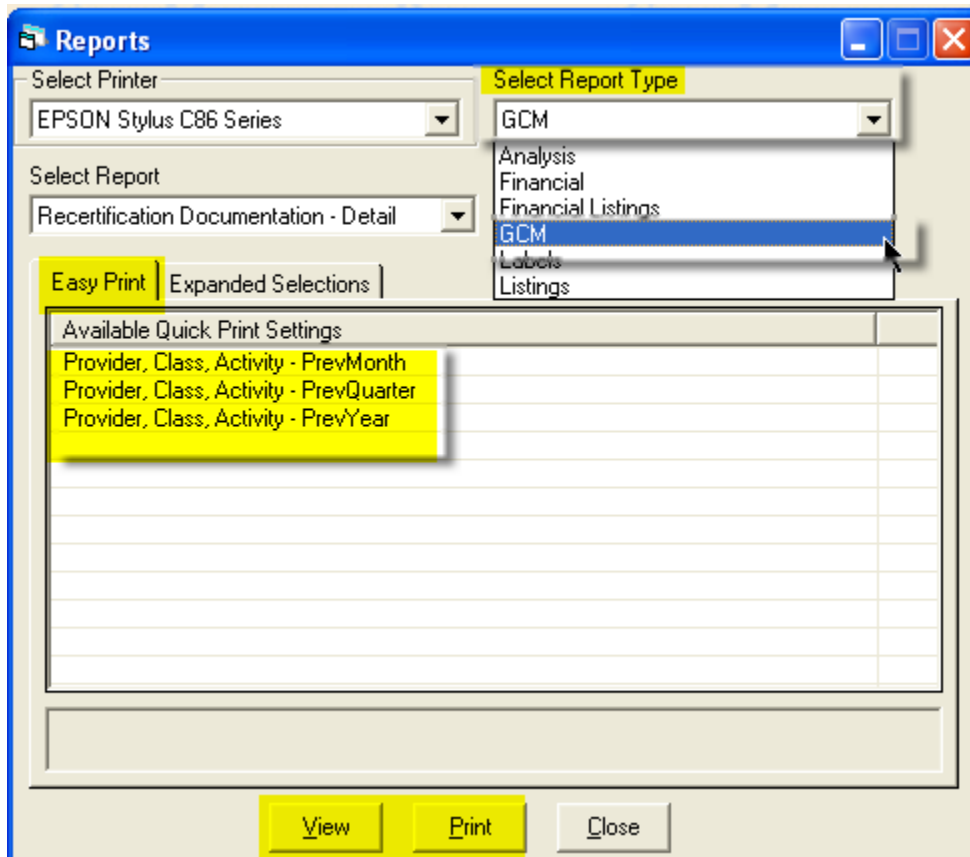 Reports
Select Printer
Select Report Type
EPSON Stylus C86 Series
GCM
Analysis
Financial
Financial Listings
GCM
Labels
Listings
Select Report
Recertification Documentation - Detail
Easy Print
Expanded Selections
Available Quick Print Settings
Provider, Class, Activity - PrevMonth
Provider, Class, Activity - PrevQuarter
Provider, Class, Activity - PrevYear
View
Print
Close